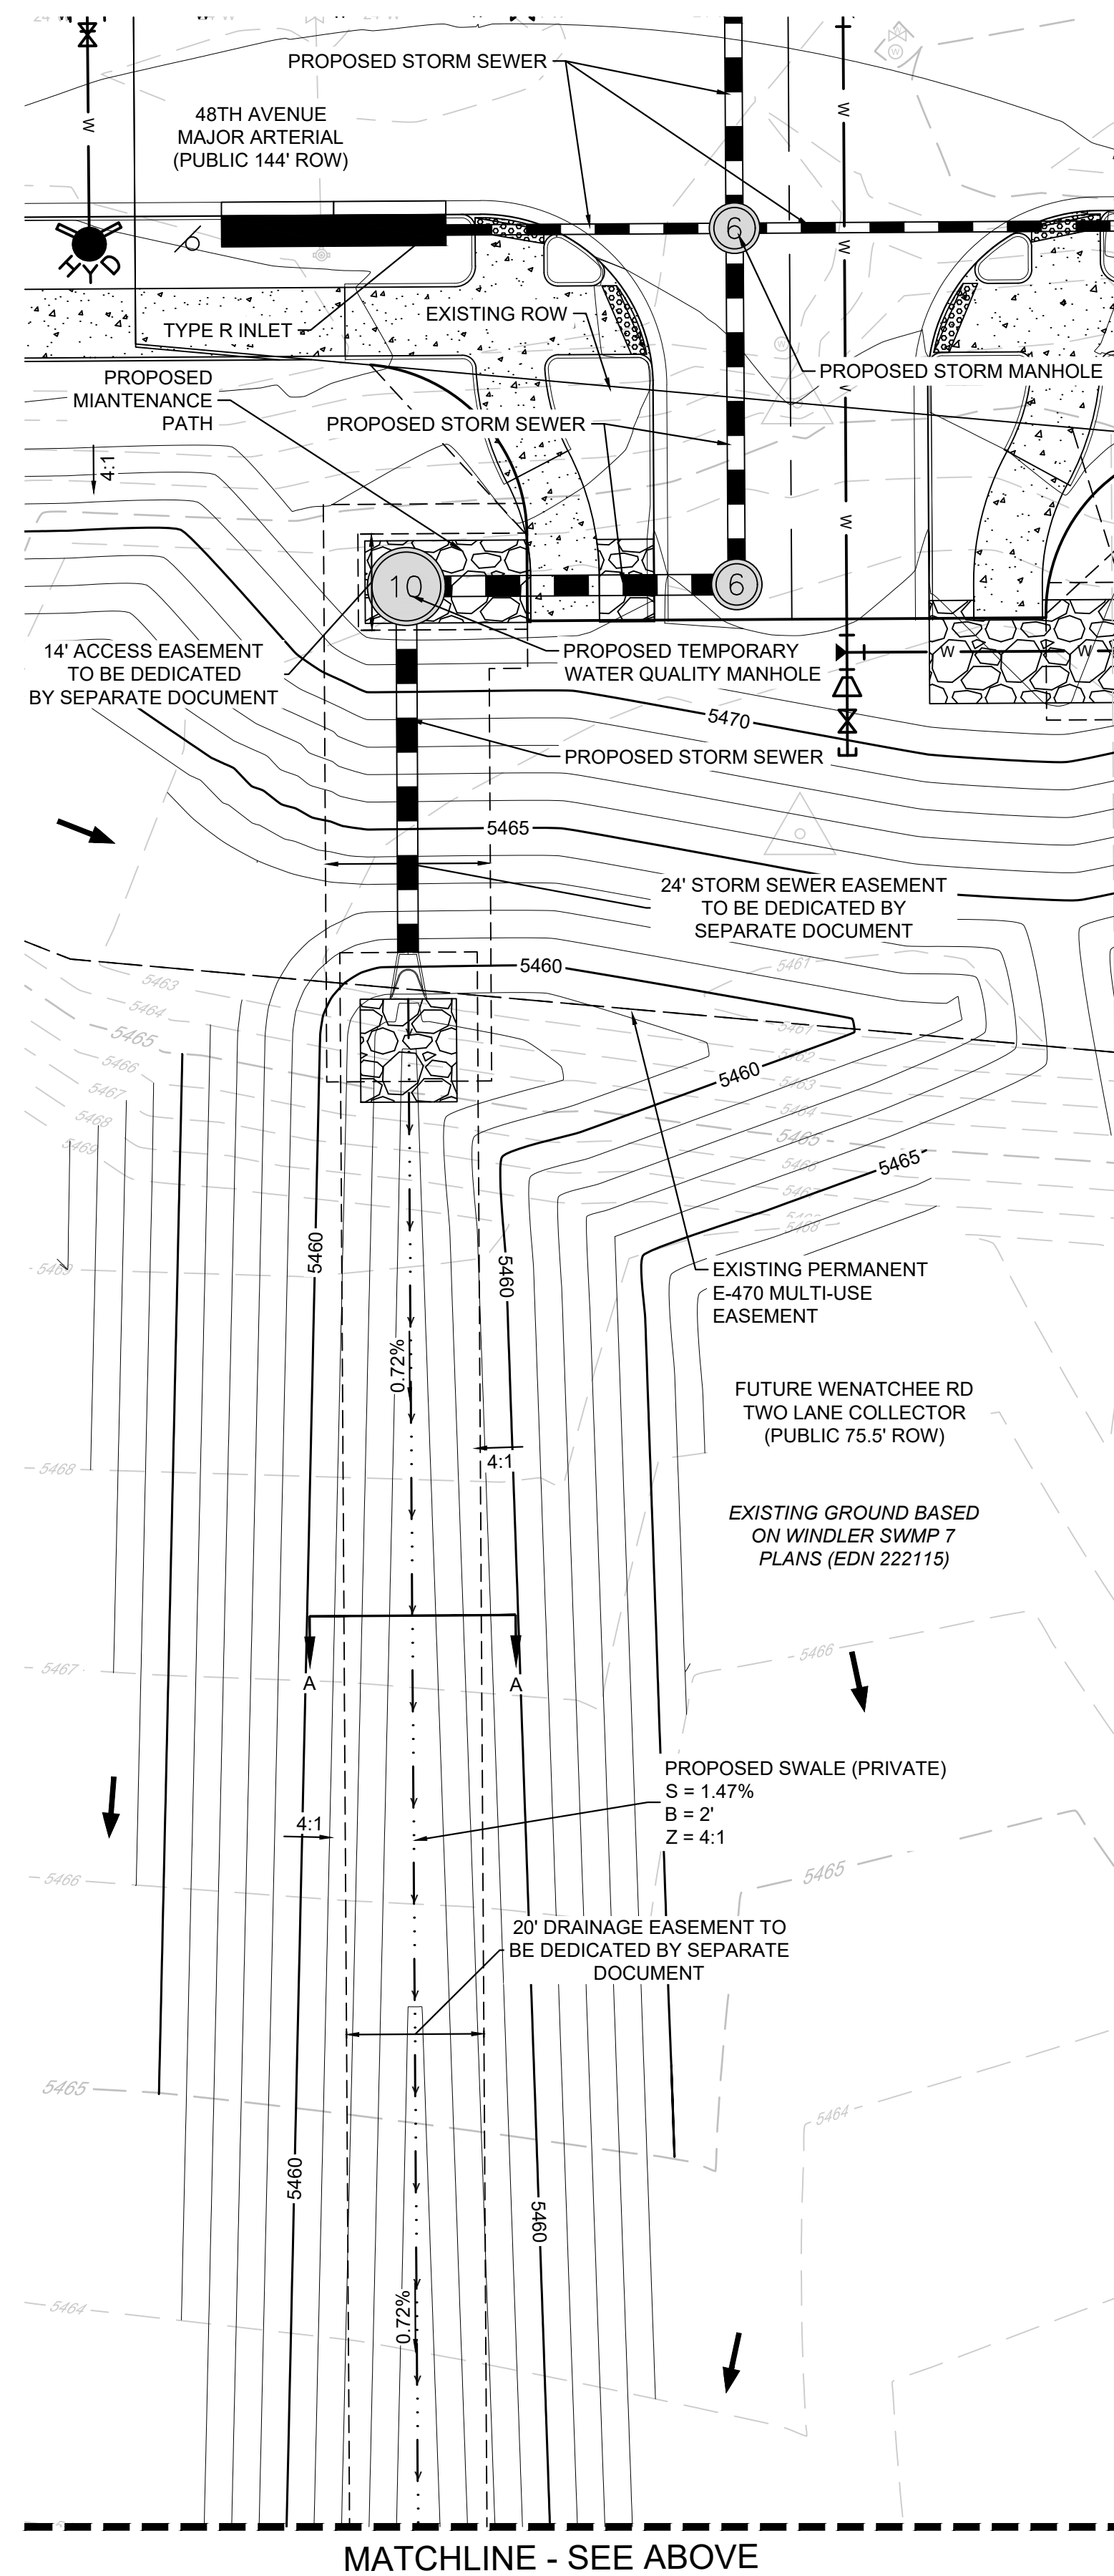 PROPOSED STORM SEWER
48TH AVENUE
MAJOR ARTERIAL
(PUBLIC 144' ROW)
W
W
W
6
HYD
TYPE R INLET
EXISTING ROW
PROPOSED STORM MANHOLE
W
PROPOSED
MIANTENANCE
PATH
PROPOSED STORM SEWER
4:1
W
10
6
14' ACCESS EASEMENT
TO BE DEDICATED
BY SEPARATE DOCUMENT
PROPOSED TEMPORARY
WATER QUALITY MANHOLE
W
W
5470
PROPOSED STORM SEWER
5465
24' STORM SEWER EASEMENT
TO BE DEDICATED BY
SEPARATE DOCUMENT
5460
5461
5463
5464
5465
5466
5467
5468
5469
5462
5463
5464
5465
5466
5468
5460
5465
5460
5460
5469
EXISTING PERMANENT
E-470 MULTI-USE
EASEMENT
0.72%
FUTURE WENATCHEE RD
TWO LANE COLLECTOR
(PUBLIC 75.5' ROW)
4:1
5468
EXISTING GROUND BASED
ON WINDLER SWMP 7
PLANS (EDN 222115)
5466
5467
A
A
PROPOSED SWALE (PRIVATE)
S = 1.47%
B = 2'
Z = 4:1
4:1
5465
5466
20' DRAINAGE EASEMENT TO
BE DEDICATED BY SEPARATE
DOCUMENT
5465
5464
5460
5460
0.72%
5464
MATCHLINE - SEE ABOVE